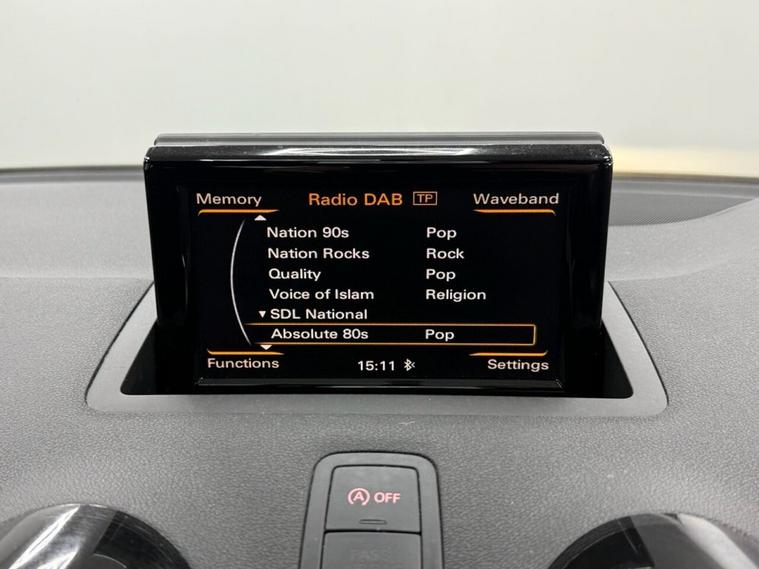 Memory Radio DAB TP Waveband
Nation 90s Pop
Nation Rocks Rock
Quality Pop
Voice of Islam Religion
SDL National
Absolute 80s Pop
Functions 15:11 Settings
A OFF